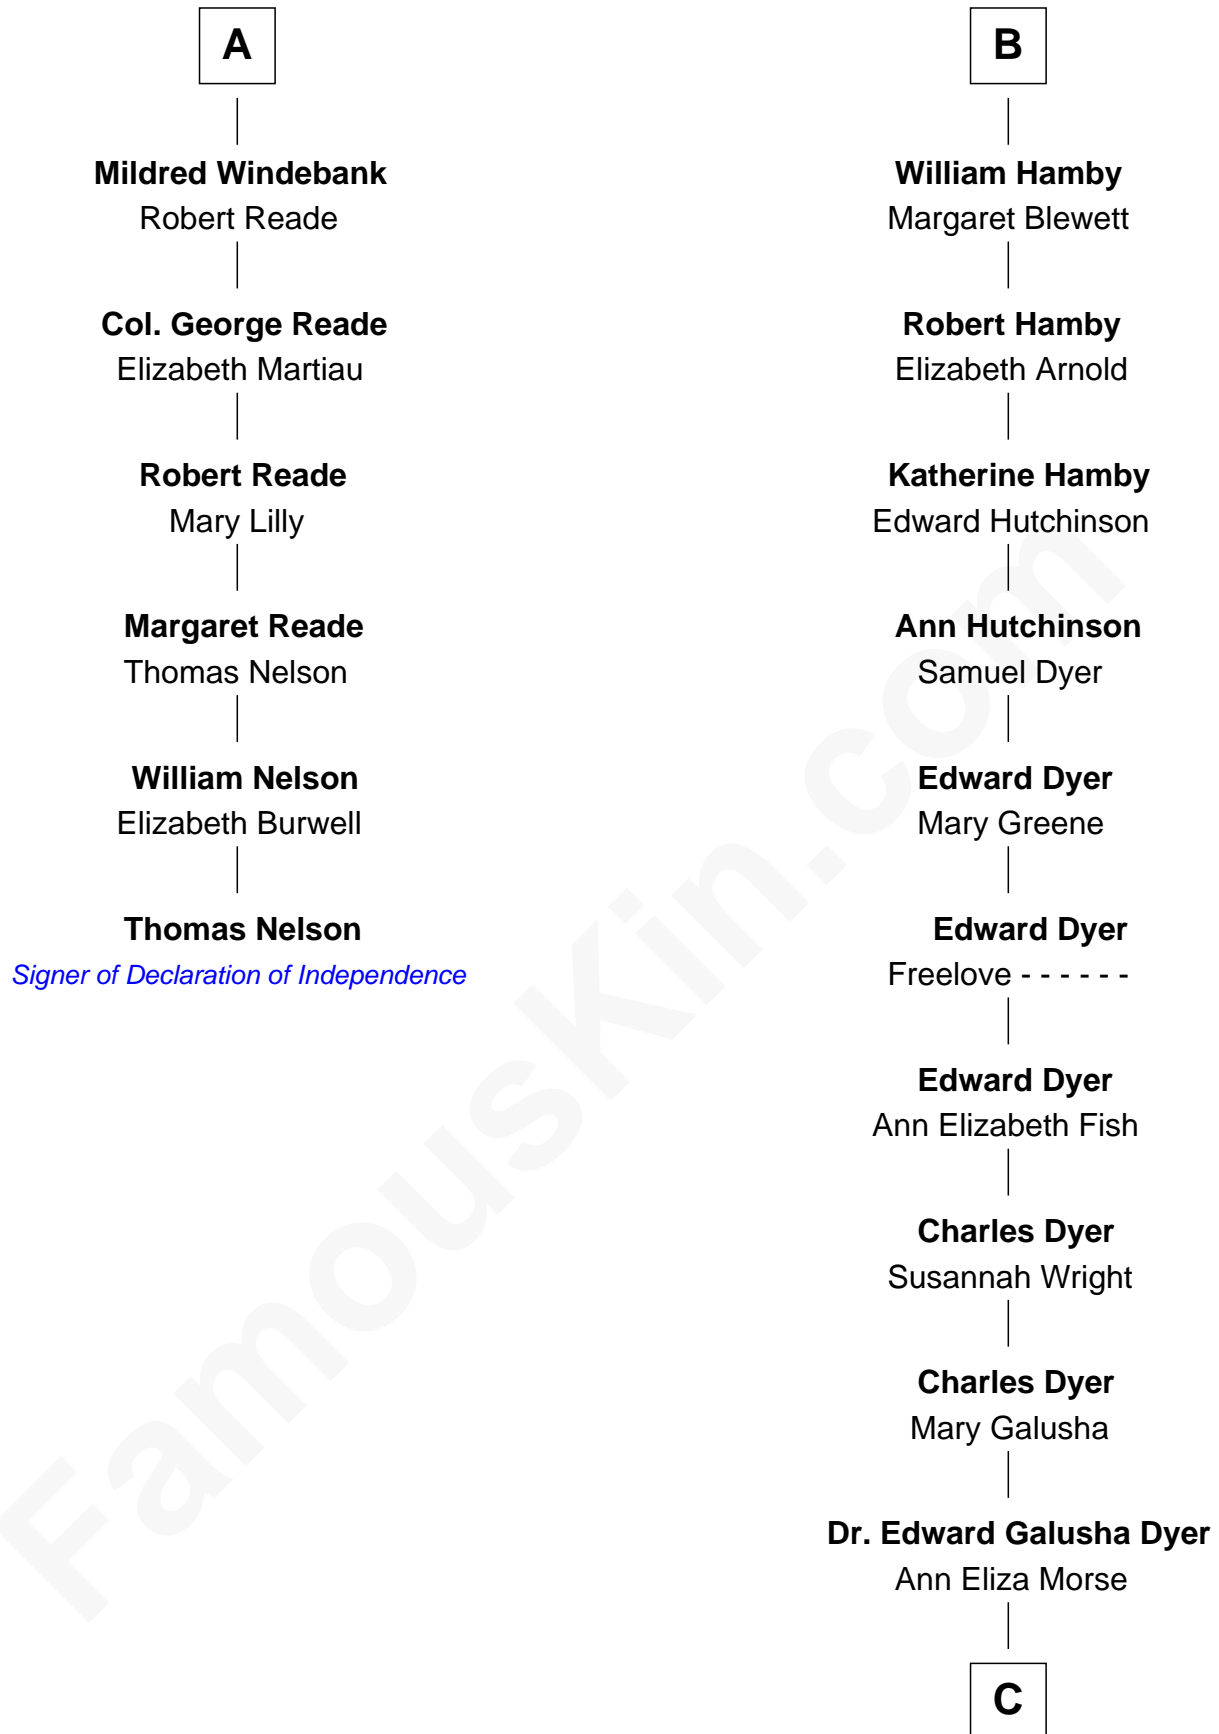 A
Mildred Windebank
Robert Reade
Col. George Reade
Elizabeth Martiau
Robert Reade
Mary Lilly
Margaret Reade
Thomas Nelson
William Nelson
Elizabeth Burwell
Thomas Nelson
Signer of Declaration of Independence
B
William Hamby
Margaret Blewett
Robert Hamby
Elizabeth Arnold
Katherine Hamby
Edward Hutchinson
Ann Hutchinson
Samuel Dyer
Edward Dyer
Mary Greene
Edward Dyer
Freelove - - - - - -
Edward Dyer
Ann Elizabeth Fish
Charles Dyer
Susannah Wright
Charles Dyer
Mary Galusha
Dr. Edward Galusha Dyer
Ann Eliza Morse
C
FamousKin.com